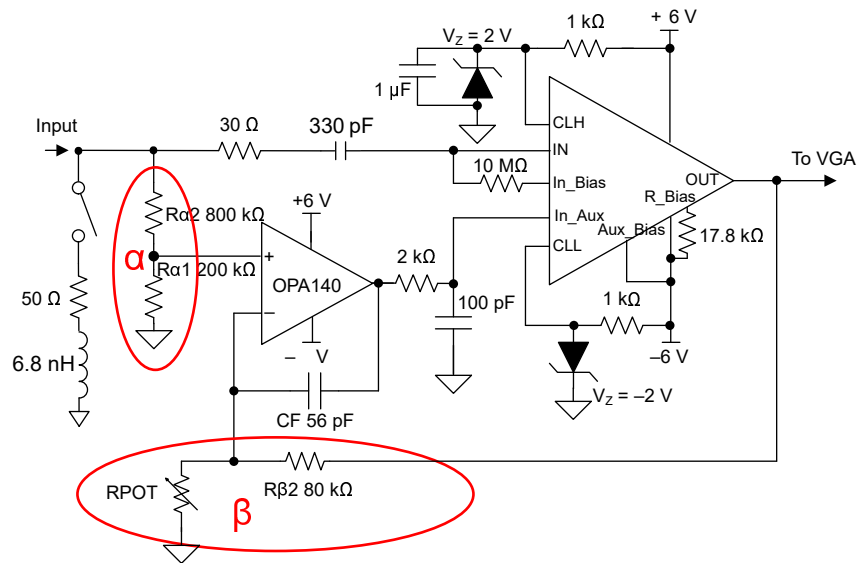 1 kΩ
+ 6 V
V_Z = 2 V
1 µF
CLH
Input
30 Ω
330 pF
IN
To VGA
10 MΩ
In_Bias
OUT
R_Bias
Rα2 800 kΩ
+6 V
In_Aux
Aux_Bias
17.8 kΩ
α
CLL
Rα1 200 kΩ
+
OPA140
2 kΩ
50 Ω
100 pF
1 kΩ
–
– V
–6 V
6.8 nH
V_Z = –2 V
CF 56 pF
RPOT
Rβ2 80 kΩ
β